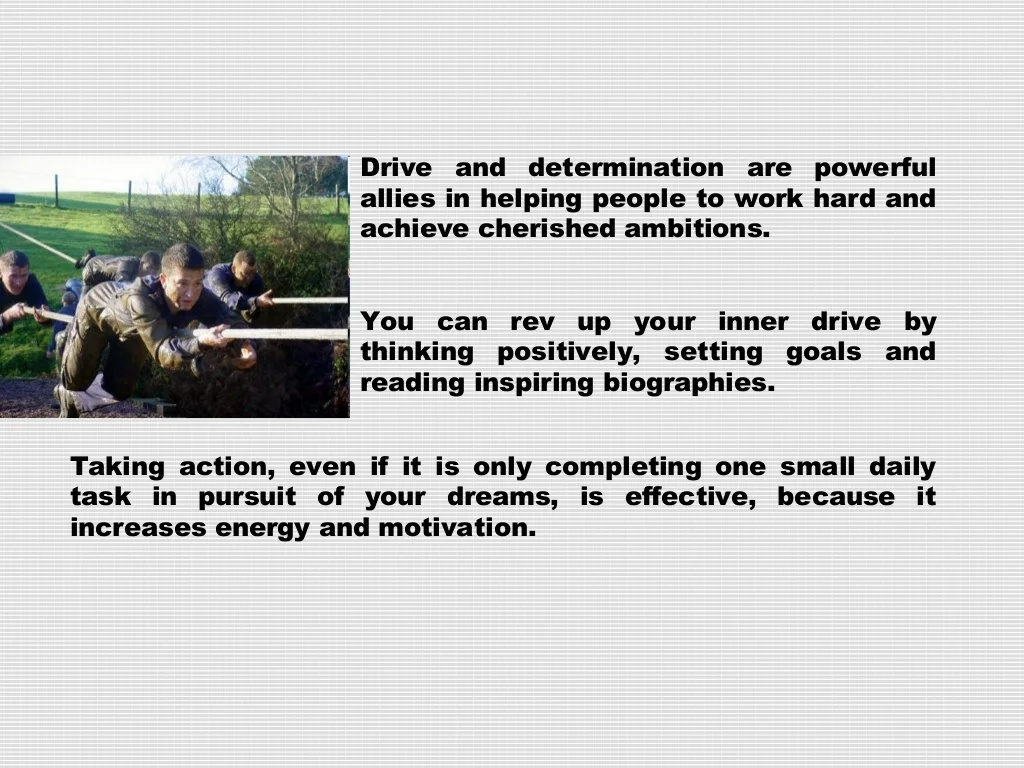 Drive and determination are powerful
allies in helping people to work hard and
achieve cherished ambitions.
You can rev up your inner drive by
thinking positively, setting goals and
reading inspiring biographies.
Taking action, even if it is only completing one small daily
task in pursuit of your dreams, is effective, because it
increases energy and motivation.